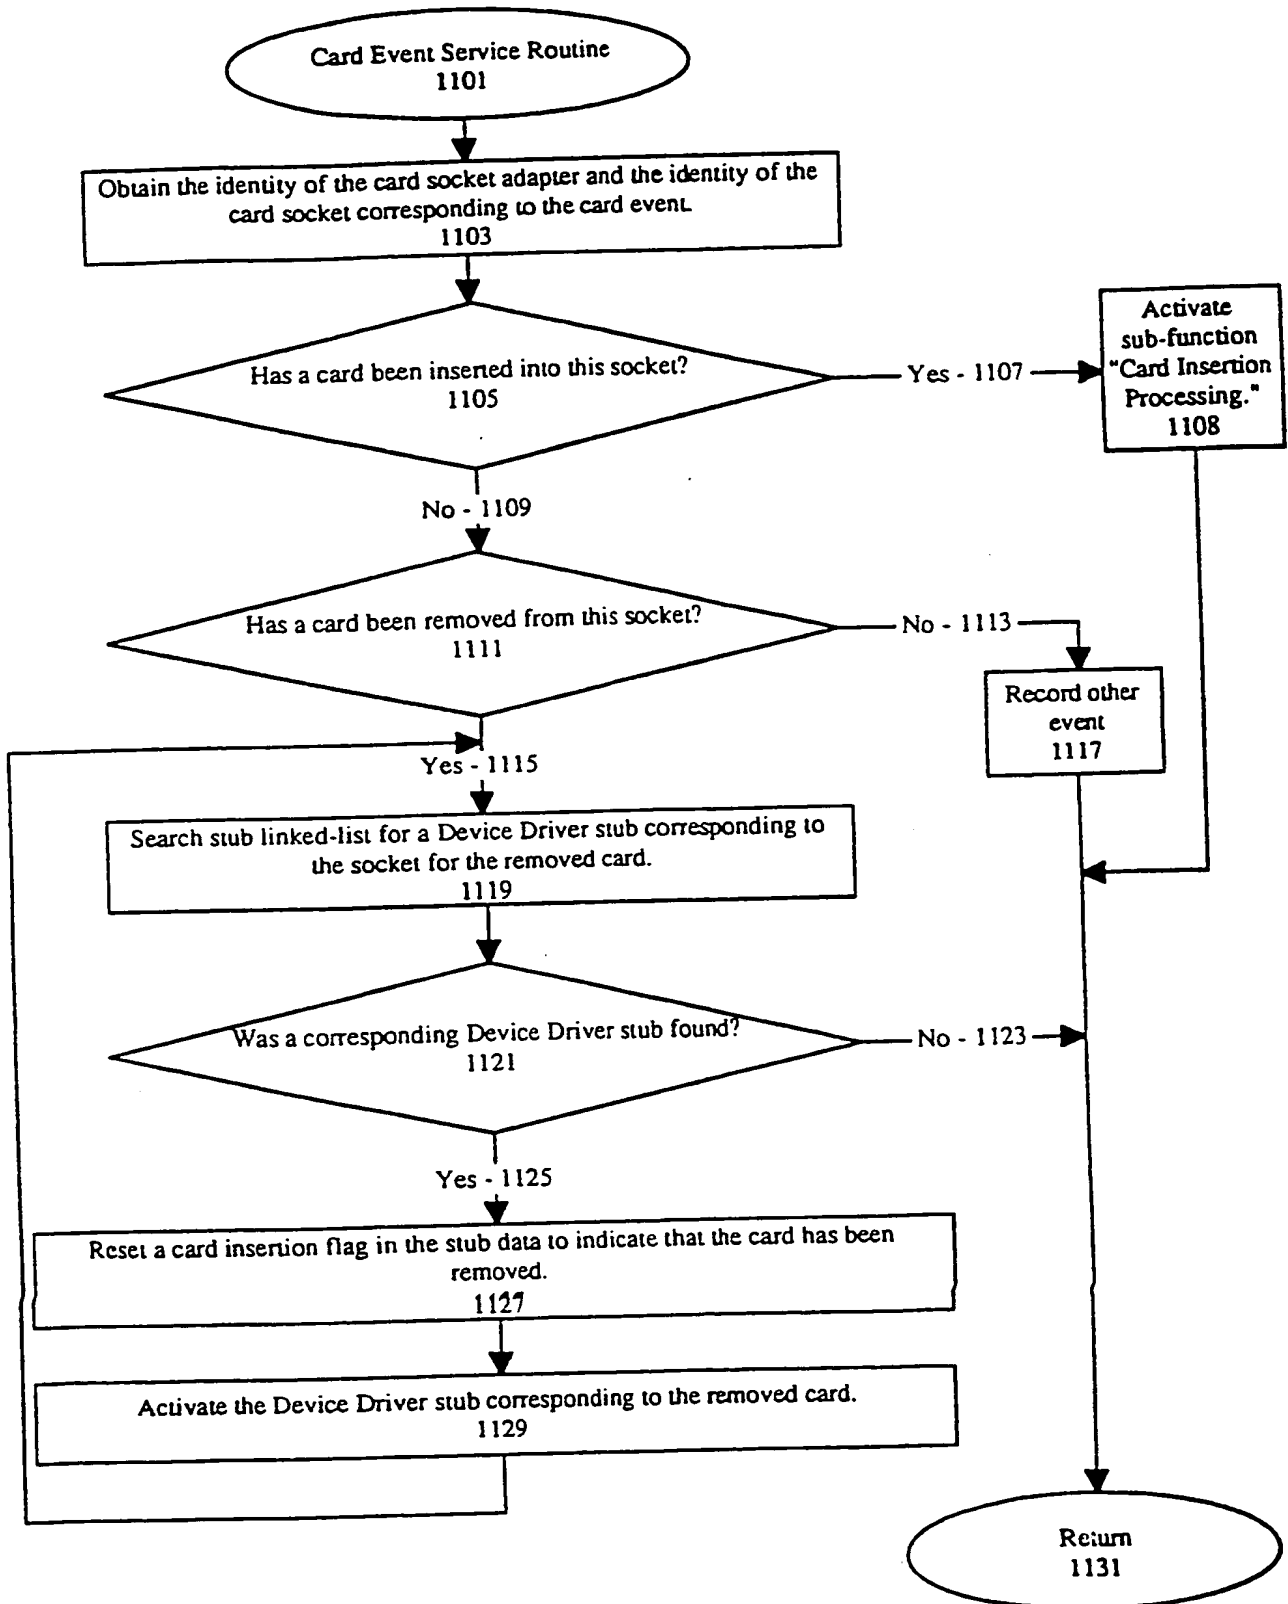 Card Event Service Routine
1101
Obtain the identity of the card socket adapter and the identity of the
card socket corresponding to the card event.
1103
Has a card been inserted into this socket?
1105
Yes - 1107
Activate
sub-function
"Card Insertion
Processing."
1108
No - 1109
Has a card been removed from this socket?
1111
No - 1113
Record other
event
1117
Yes - 1115
Search stub linked-list for a Device Driver stub corresponding to
the socket for the removed card.
1119
Was a corresponding Device Driver stub found?
1121
No - 1123
Yes - 1125
Reset a card insertion flag in the stub data to indicate that the card has been
removed.
1127
Activate the Device Driver stub corresponding to the removed card.
1129
Return
1131